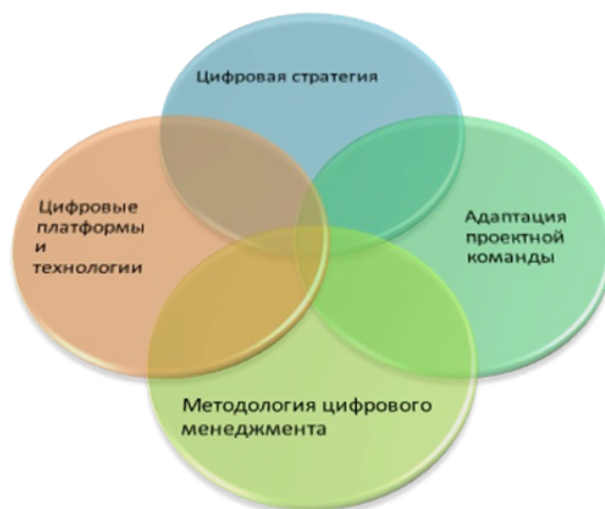 Цифровая стратегия
Цифровые
платформы
и
технологии
Адаптация
проектной
команды
Методология цифрового
менеджмента